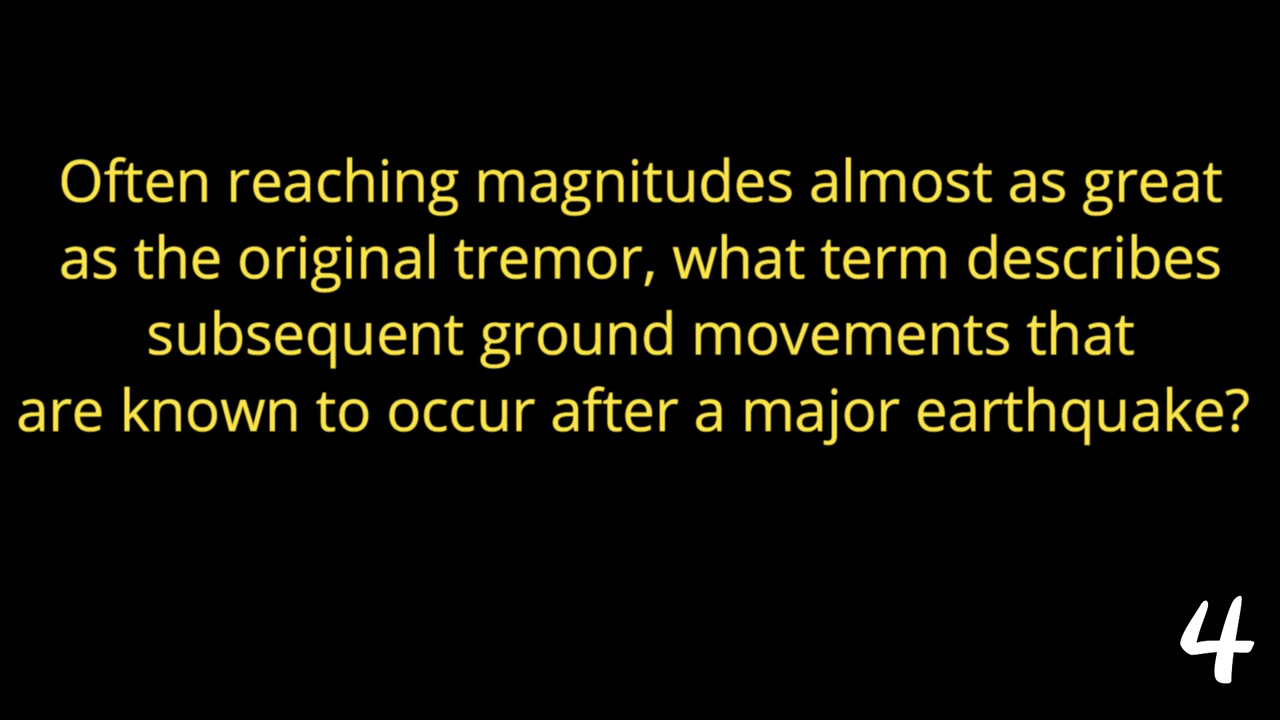 Often reaching magnitudes almost as great
as the original tremor, what term describes
subsequent ground movements that
are known to occur after a major earthquake?
4